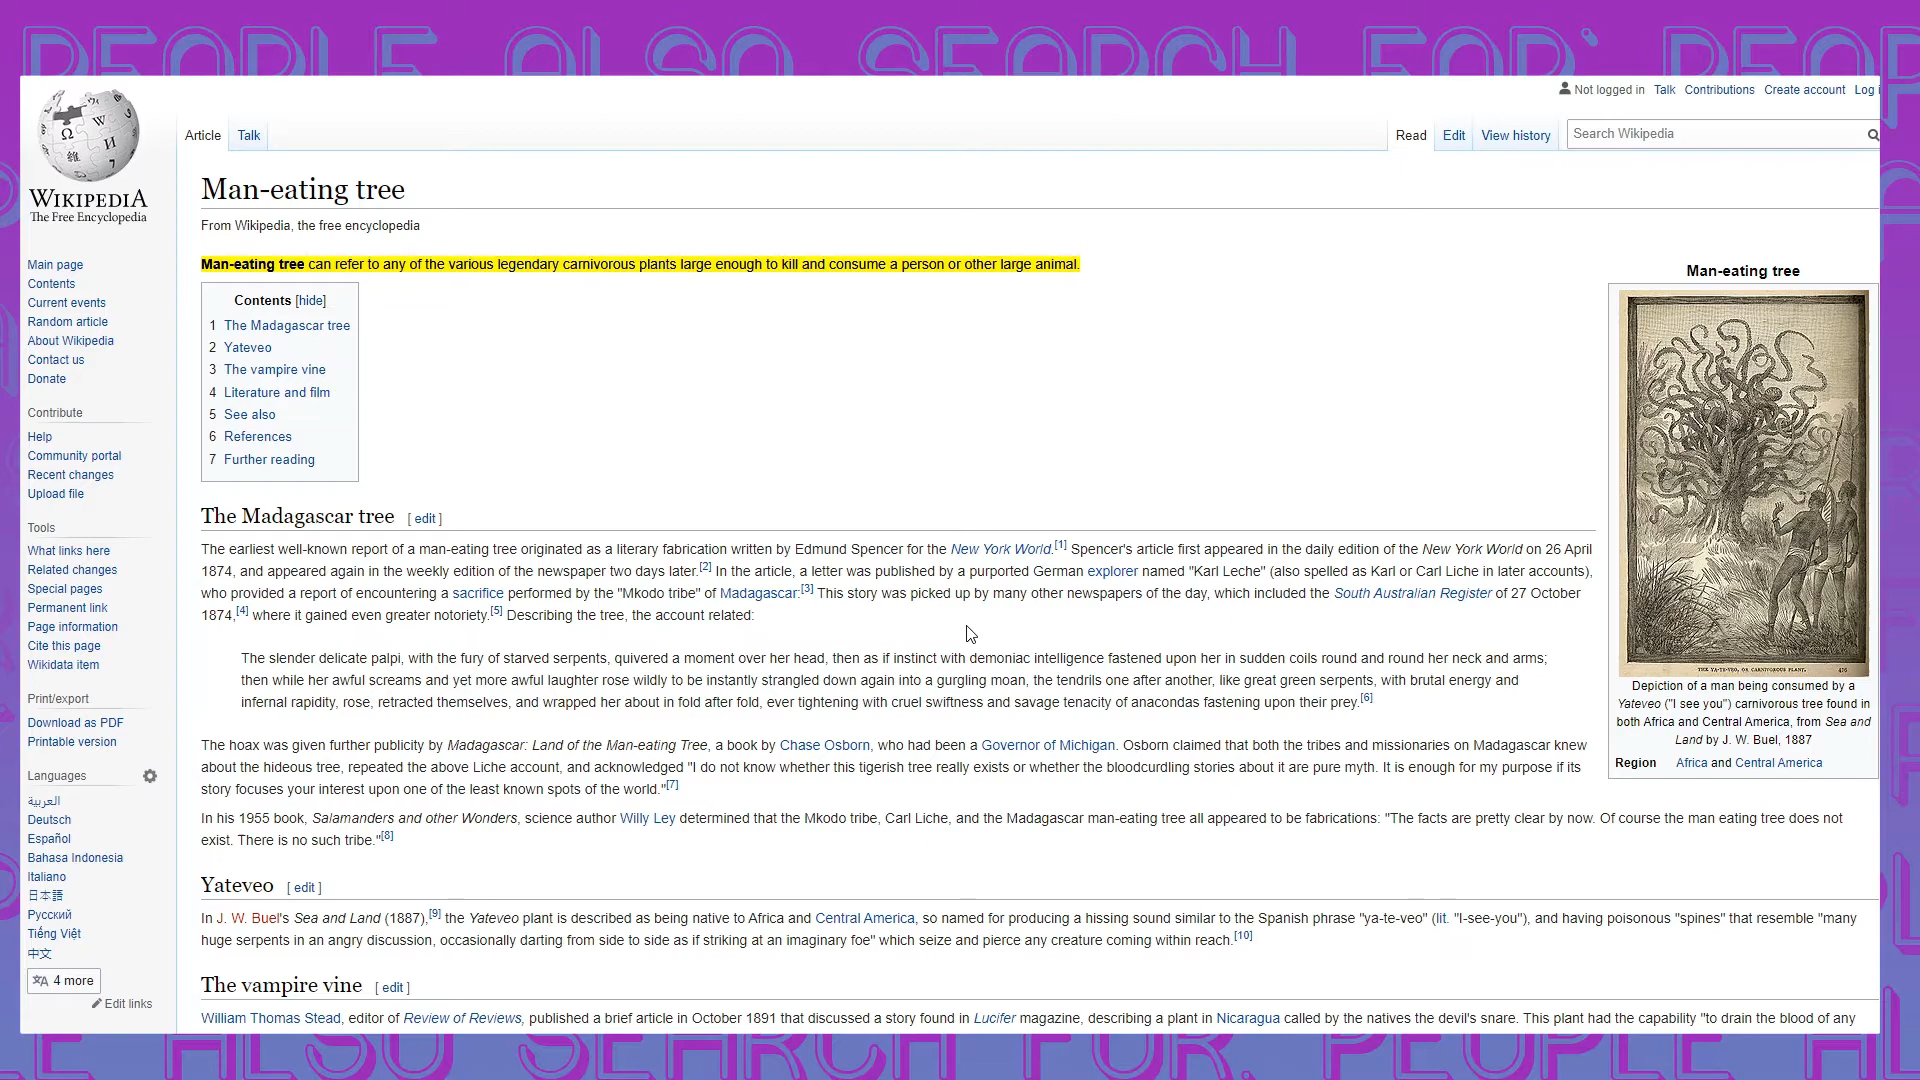 PEOPLE ALSO SEARCH FOR: PEOPLE
Not logged in Talk Contributions Create account Log i
Article Talk Read Edit View history Search Wikipedia
WIKIPEDIA
The Free Encyclopedia
Main page
Contents
Current events
Random article
About Wikipedia
Contact us
Donate
Contribute
Help
Community portal
Recent changes
Upload file
Tools
What links here
Related changes
Special pages
Permanent link
Page information
Cite this page
Wikidata item
Print/export
Download as PDF
Printable version
Languages
العربية
Deutsch
Español
Bahasa Indonesia
Italiano
日本語
Русский
Tiếng Việt
中文
4 more
Edit links
Man-eating tree
From Wikipedia, the free encyclopedia
Man-eating tree can refer to any of the various legendary carnivorous plants large enough to kill and consume a person or other large animal.
Contents [hide]
1 The Madagascar tree
2 Yateveo
3 The vampire vine
4 Literature and film
5 See also
6 References
7 Further reading
Man-eating tree
THE YA-TE-VEO, OR CARNIVOROUS PLANT. 476
Depiction of a man being consumed by a
Yateveo ("I see you") carnivorous tree found in
both Africa and Central America, from Sea and
Land by J. W. Buel, 1887
Region Africa and Central America
The Madagascar tree [ edit ]
The earliest well-known report of a man-eating tree originated as a literary fabrication written by Edmund Spencer for the New York World.[1] Spencer's article first appeared in the daily edition of the New York World on 26 April
1874, and appeared again in the weekly edition of the newspaper two days later.[2] In the article, a letter was published by a purported German explorer named "Karl Leche" (also spelled as Karl or Carl Liche in later accounts),
who provided a report of encountering a sacrifice performed by the "Mkodo tribe" of Madagascar:[3] This story was picked up by many other newspapers of the day, which included the South Australian Register of 27 October
1874,[4] where it gained even greater notoriety.[5] Describing the tree, the account related:
The slender delicate palpi, with the fury of starved serpents, quivered a moment over her head, then as if instinct with demoniac intelligence fastened upon her in sudden coils round and round her neck and arms;
then while her awful screams and yet more awful laughter rose wildly to be instantly strangled down again into a gurgling moan, the tendrils one after another, like great green serpents, with brutal energy and
infernal rapidity, rose, retracted themselves, and wrapped her about in fold after fold, ever tightening with cruel swiftness and savage tenacity of anacondas fastening upon their prey.[6]
The hoax was given further publicity by Madagascar: Land of the Man-eating Tree, a book by Chase Osborn, who had been a Governor of Michigan. Osborn claimed that both the tribes and missionaries on Madagascar knew
about the hideous tree, repeated the above Liche account, and acknowledged "I do not know whether this tigerish tree really exists or whether the bloodcurdling stories about it are pure myth. It is enough for my purpose if its
story focuses your interest upon one of the least known spots of the world."[7]
In his 1955 book, Salamanders and other Wonders, science author Willy Ley determined that the Mkodo tribe, Carl Liche, and the Madagascar man-eating tree all appeared to be fabrications: "The facts are pretty clear by now. Of course the man eating tree does not
exist. There is no such tribe."[8]
Yateveo [ edit ]
In J. W. Buel's Sea and Land (1887),[9] the Yateveo plant is described as being native to Africa and Central America, so named for producing a hissing sound similar to the Spanish phrase "ya-te-veo" (lit. "I-see-you"), and having poisonous "spines" that resemble "many
huge serpents in an angry discussion, occasionally darting from side to side as if striking at an imaginary foe" which seize and pierce any creature coming within reach.[10]
The vampire vine [ edit ]
William Thomas Stead, editor of Review of Reviews, published a brief article in October 1891 that discussed a story found in Lucifer magazine, describing a plant in Nicaragua called by the natives the devil's snare. This plant had the capability "to drain the blood of any
LE ALSO SEARCH FOR: PEOPLE AL